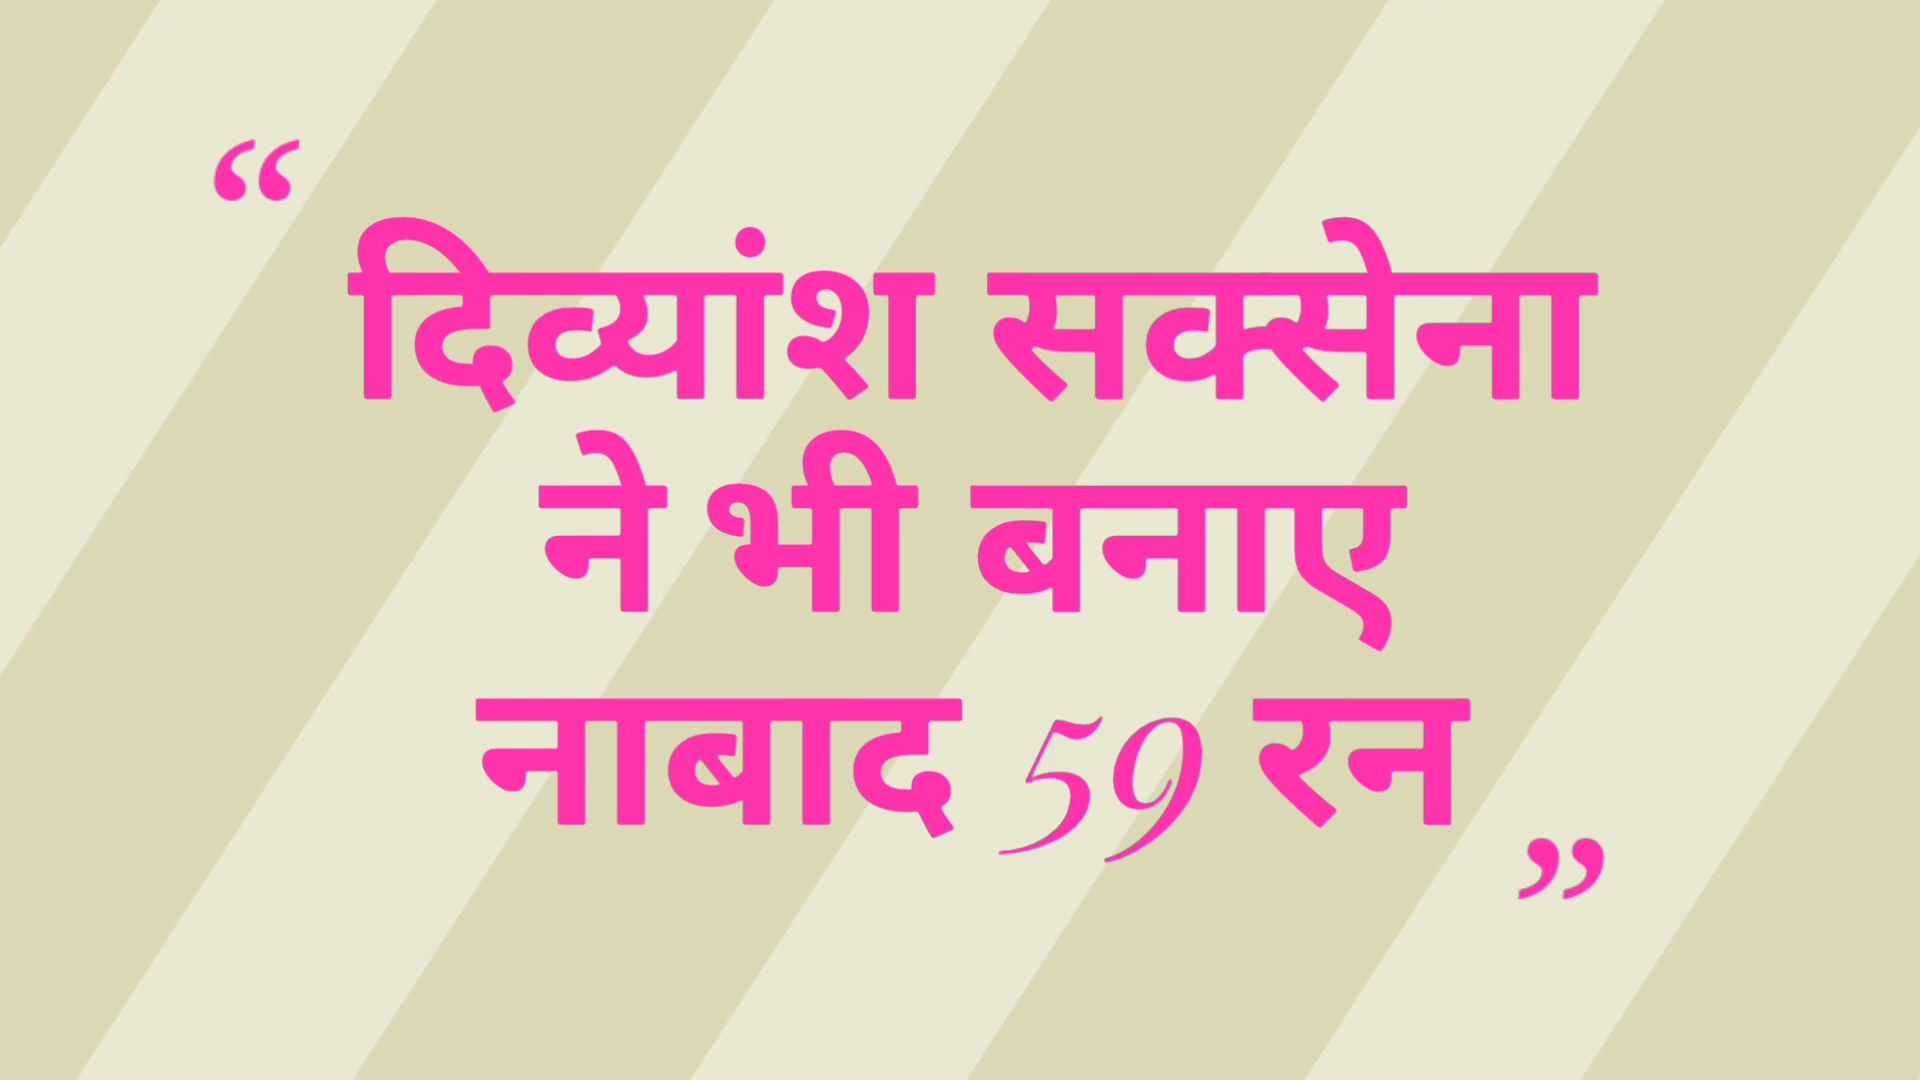 “
दिव्यांश सक्सेना
ने भी बनाए
नाबाद 59 रन
”